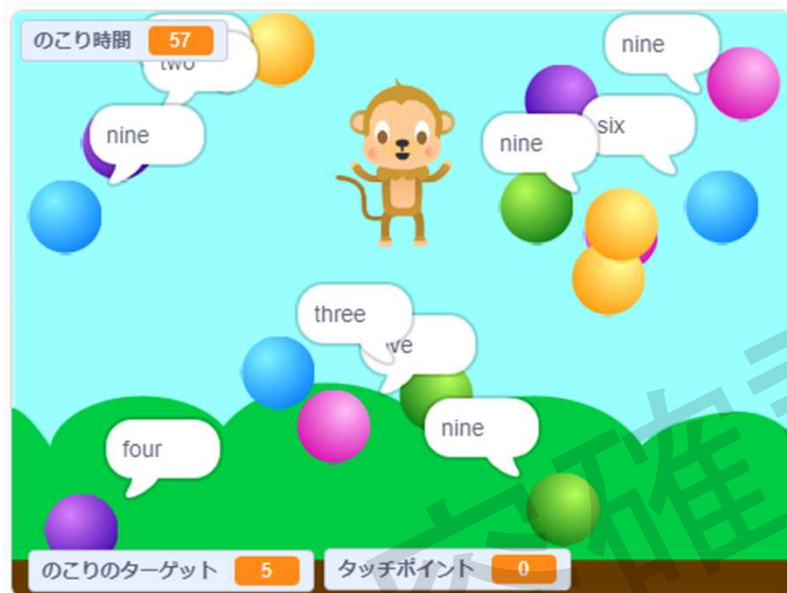 のこり時間 57
two
nine
nine
six
nine
three
nine
four
のこりのターゲット 5
タッチポイント 0